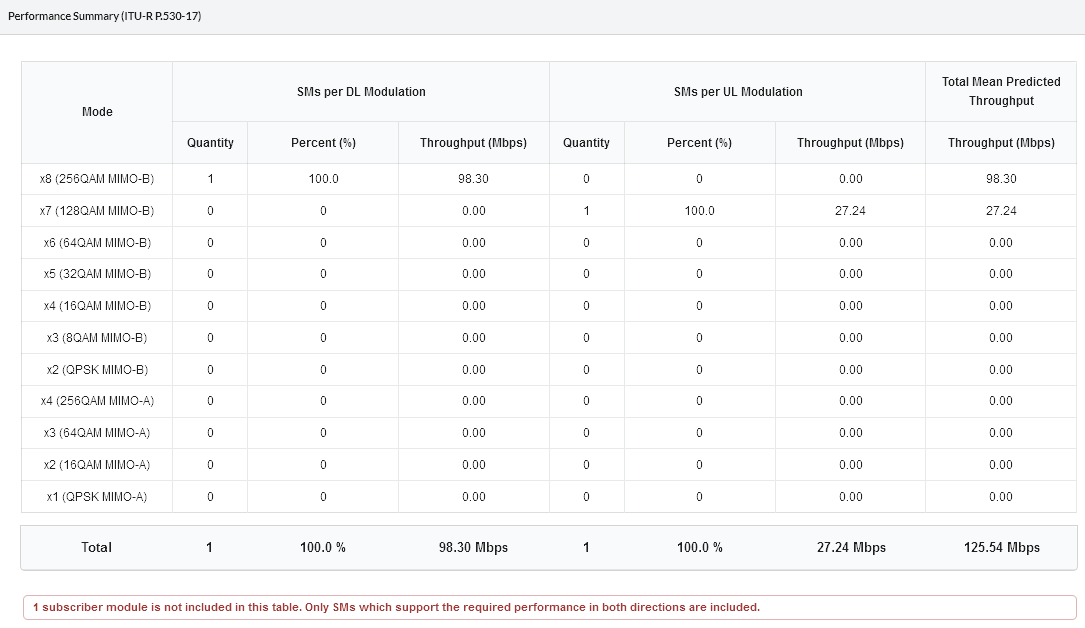 Performance Summary (ITU-R P.530-17)
Mode SMs per DL Modulation SMs per UL Modulation Total Mean Predicted Throughput
Quantity Percent (%) Throughput (Mbps) Quantity Percent (%) Throughput (Mbps) Throughput (Mbps)
x8 (256QAM MIMO-B) 1 100.0 98.30 0 0 0.00 98.30
x7 (128QAM MIMO-B) 0 0 0.00 1 100.0 27.24 27.24
x6 (64QAM MIMO-B) 0 0 0.00 0 0 0.00 0.00
x5 (32QAM MIMO-B) 0 0 0.00 0 0 0.00 0.00
x4 (16QAM MIMO-B) 0 0 0.00 0 0 0.00 0.00
x3 (8QAM MIMO-B) 0 0 0.00 0 0 0.00 0.00
x2 (QPSK MIMO-B) 0 0 0.00 0 0 0.00 0.00
x4 (256QAM MIMO-A) 0 0 0.00 0 0 0.00 0.00
x3 (64QAM MIMO-A) 0 0 0.00 0 0 0.00 0.00
x2 (16QAM MIMO-A) 0 0 0.00 0 0 0.00 0.00
x1 (QPSK MIMO-A) 0 0 0.00 0 0 0.00 0.00
Total 1 100.0 % 98.30 Mbps 1 100.0 % 27.24 Mbps 125.54 Mbps
1 subscriber module is not included in this table. Only SMs which support the required performance in both directions are included.